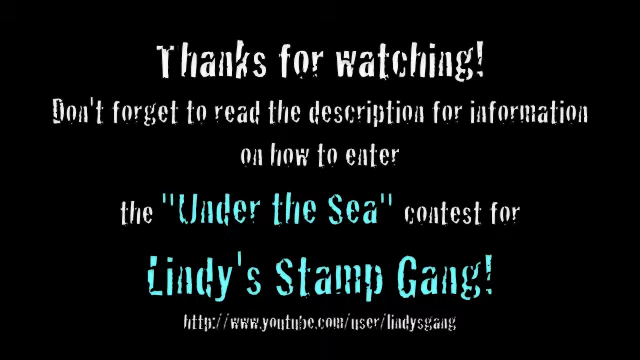 Thanks for watching!
Don't forget to read the description for information
on how to enter
the "Under the Sea" contest for
Lindy's Stamp Gang!
http://www.youtube.com/user/lindysgang